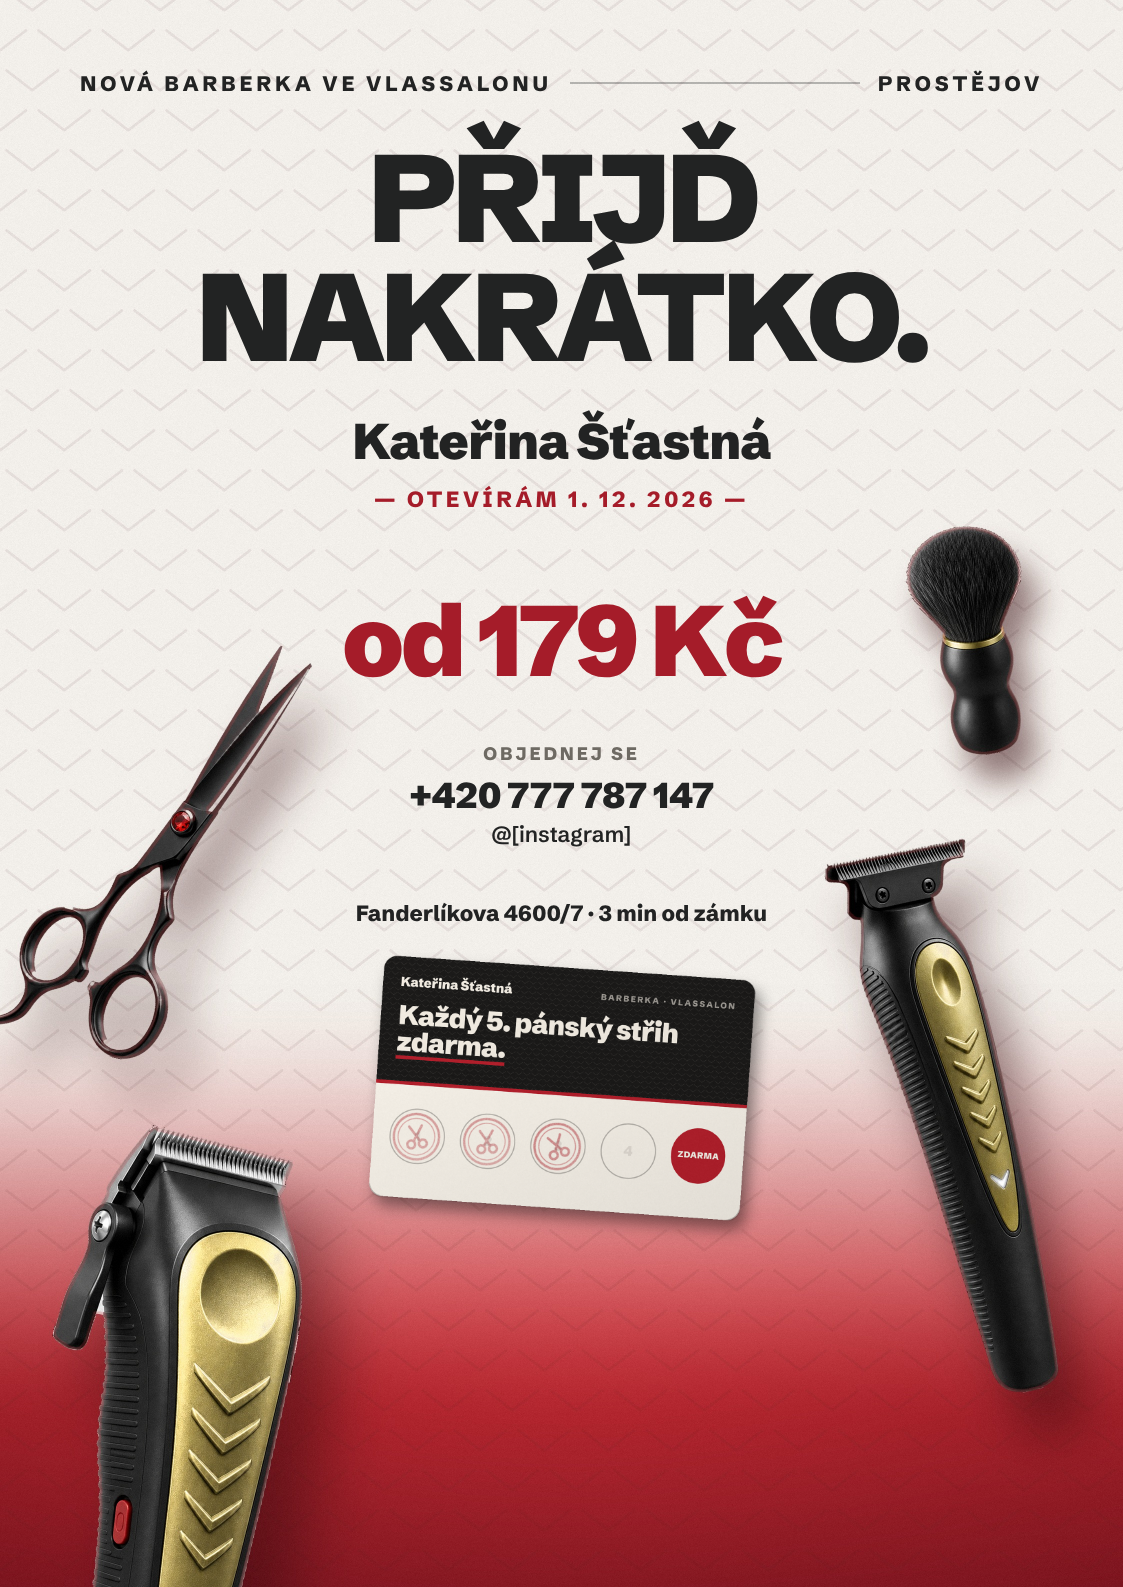 NOVÁ BARBERKA VE VLASSALONU
PROSTĚJOV
PŘIJĎ
NAKRÁTKO.
Kateřina Šťastná
— OTEVÍRÁM 1. 12. 2026 —
od 179 Kč
OBJEDNEJ SE
+420 777 787 147
@[instagram]
Fanderlíkova 4600/7 · 3 min od zámku
Kateřina Šťastná
BARBERKA · VLASSALON
Každý 5. pánský střih
zdarma.
4
ZDARMA